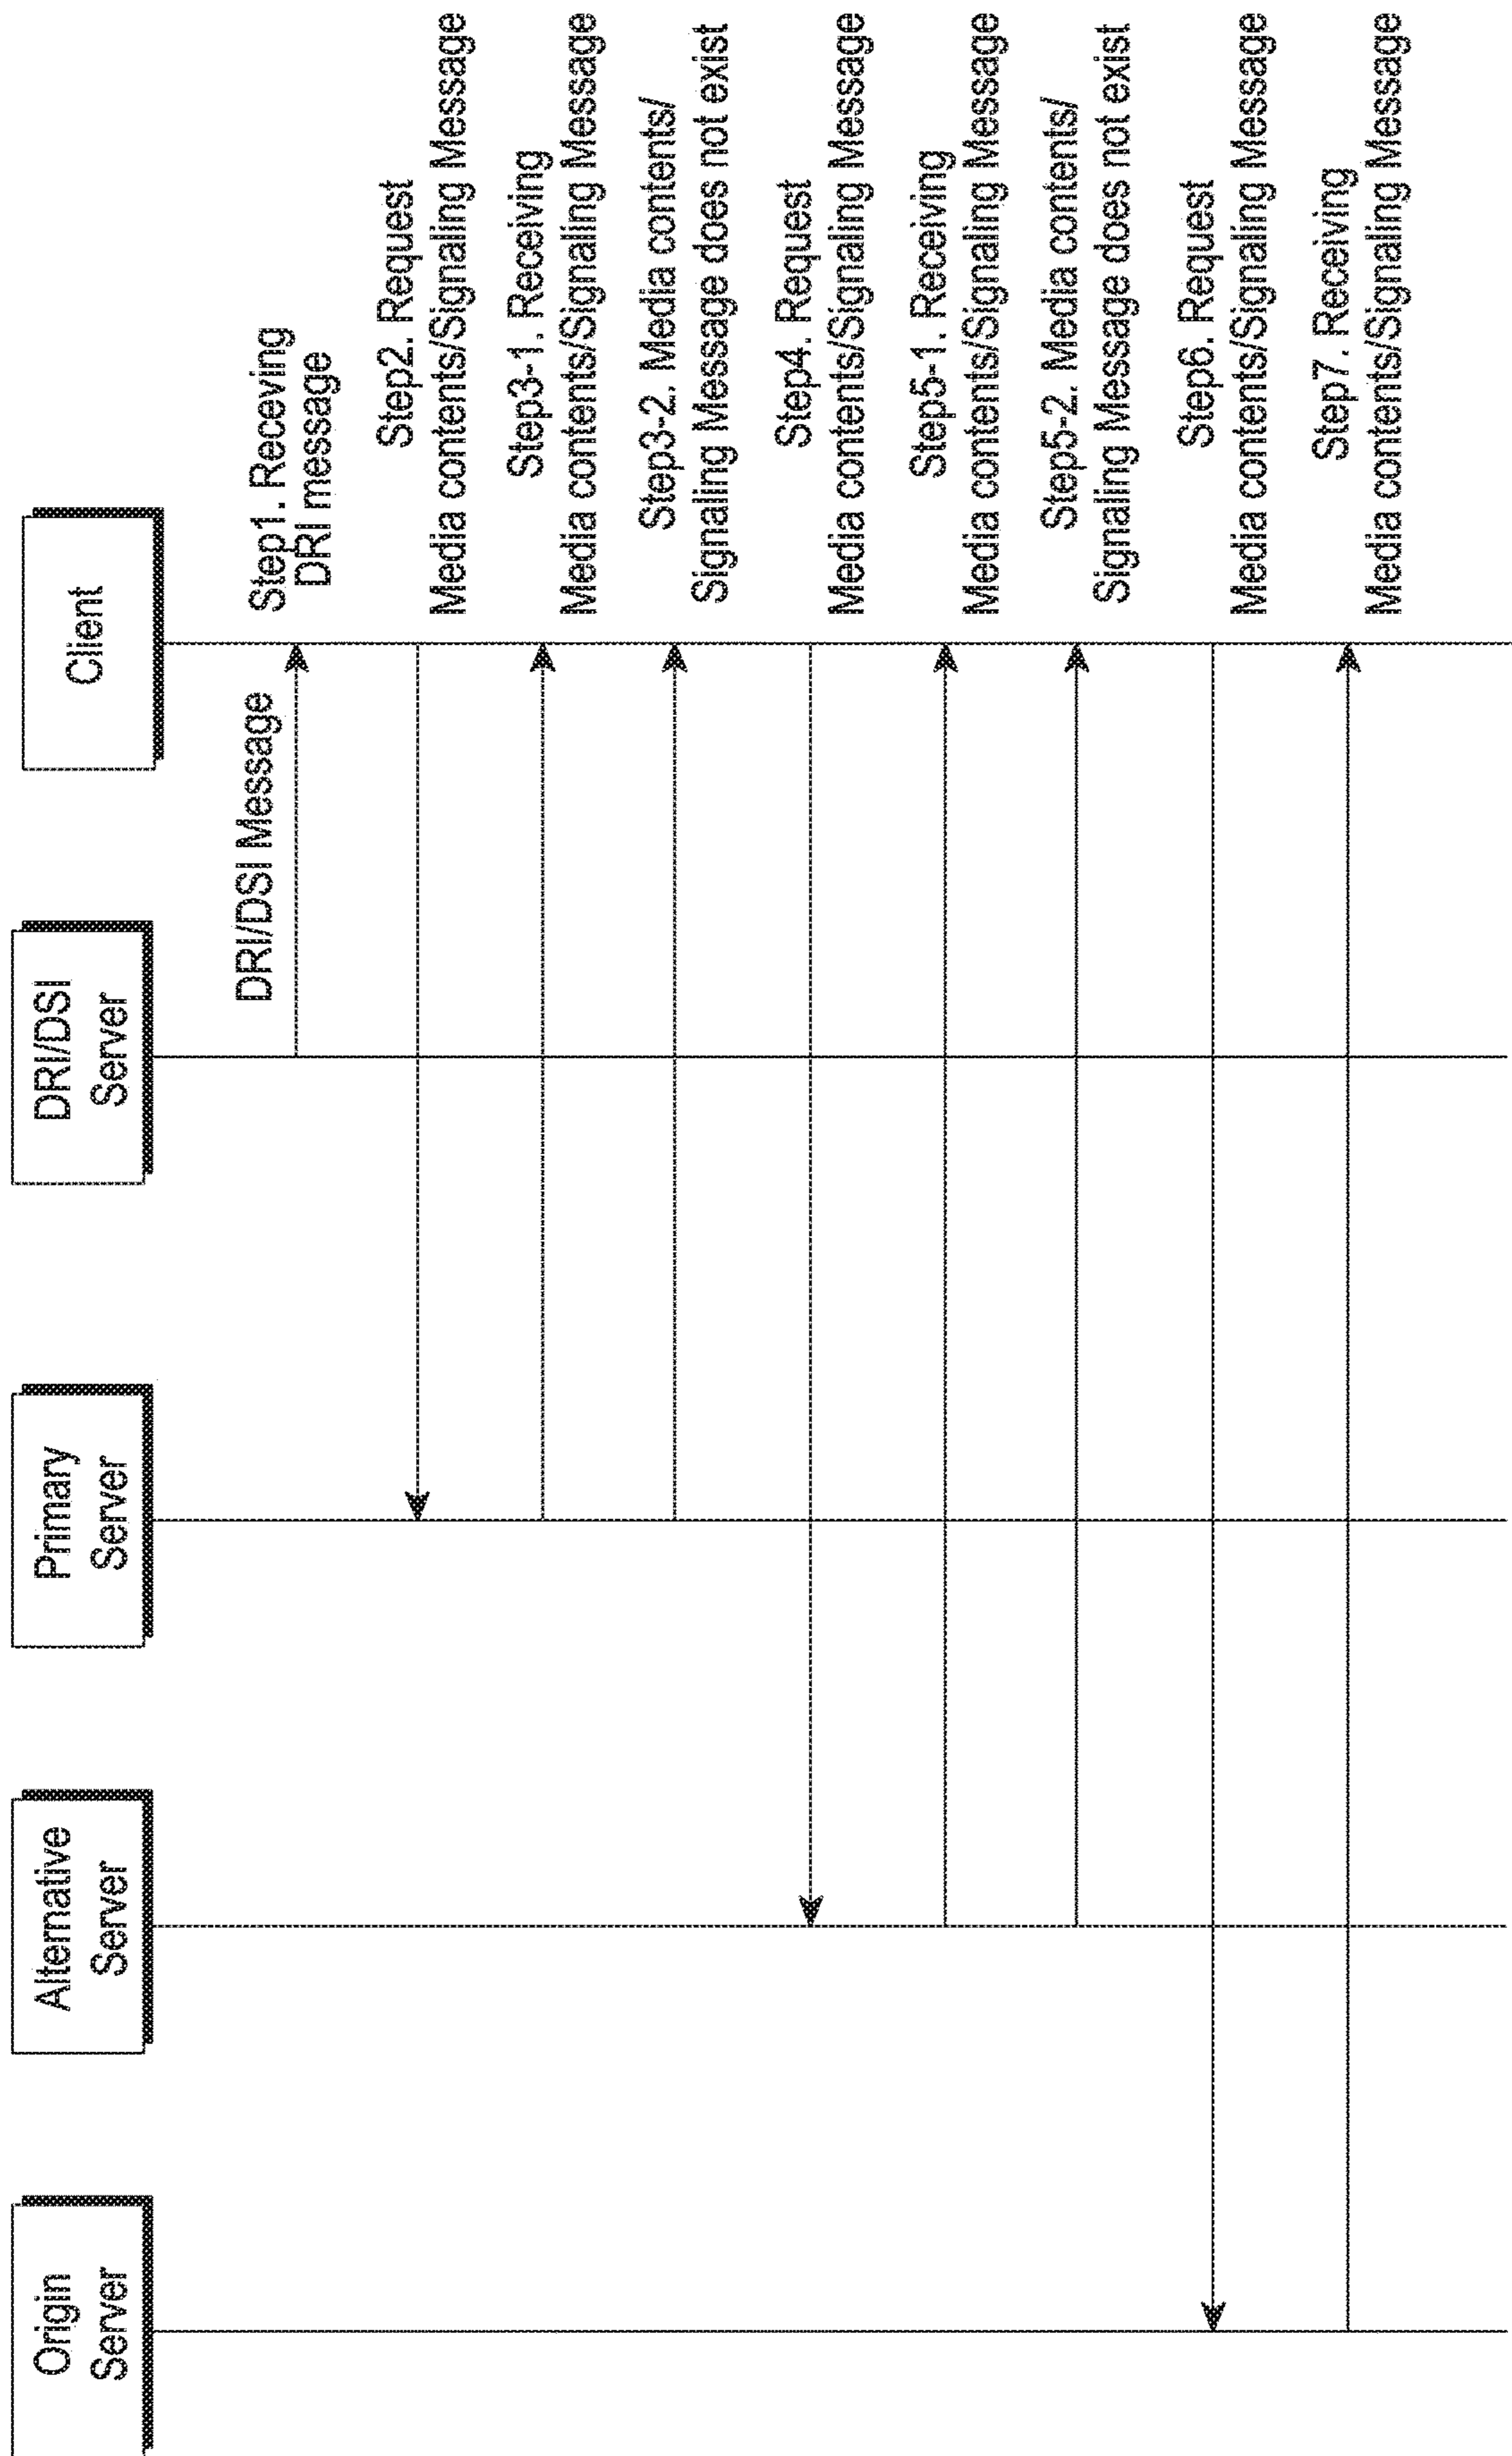 Origin
Server
Alternative
Server
Primary
Server
DRI/DSI
Server
Client
DRI/DSI Message
Step1. Receving
DRI message
Step2. Request
Media contents/Signaling Message
Step3-1. Receiving
Media contents/Signaling Message
Step3-2. Media contents/
Signaling Message does not exist
Step4. Request
Media contents/Signaling Message
Step5-1. Receiving
Media contents/Signaling Message
Step5-2. Media contents/
Signaling Message does not exist
Step6. Request
Media contents/Signaling Message
Step7. Receiving
Media contents/Signaling Message